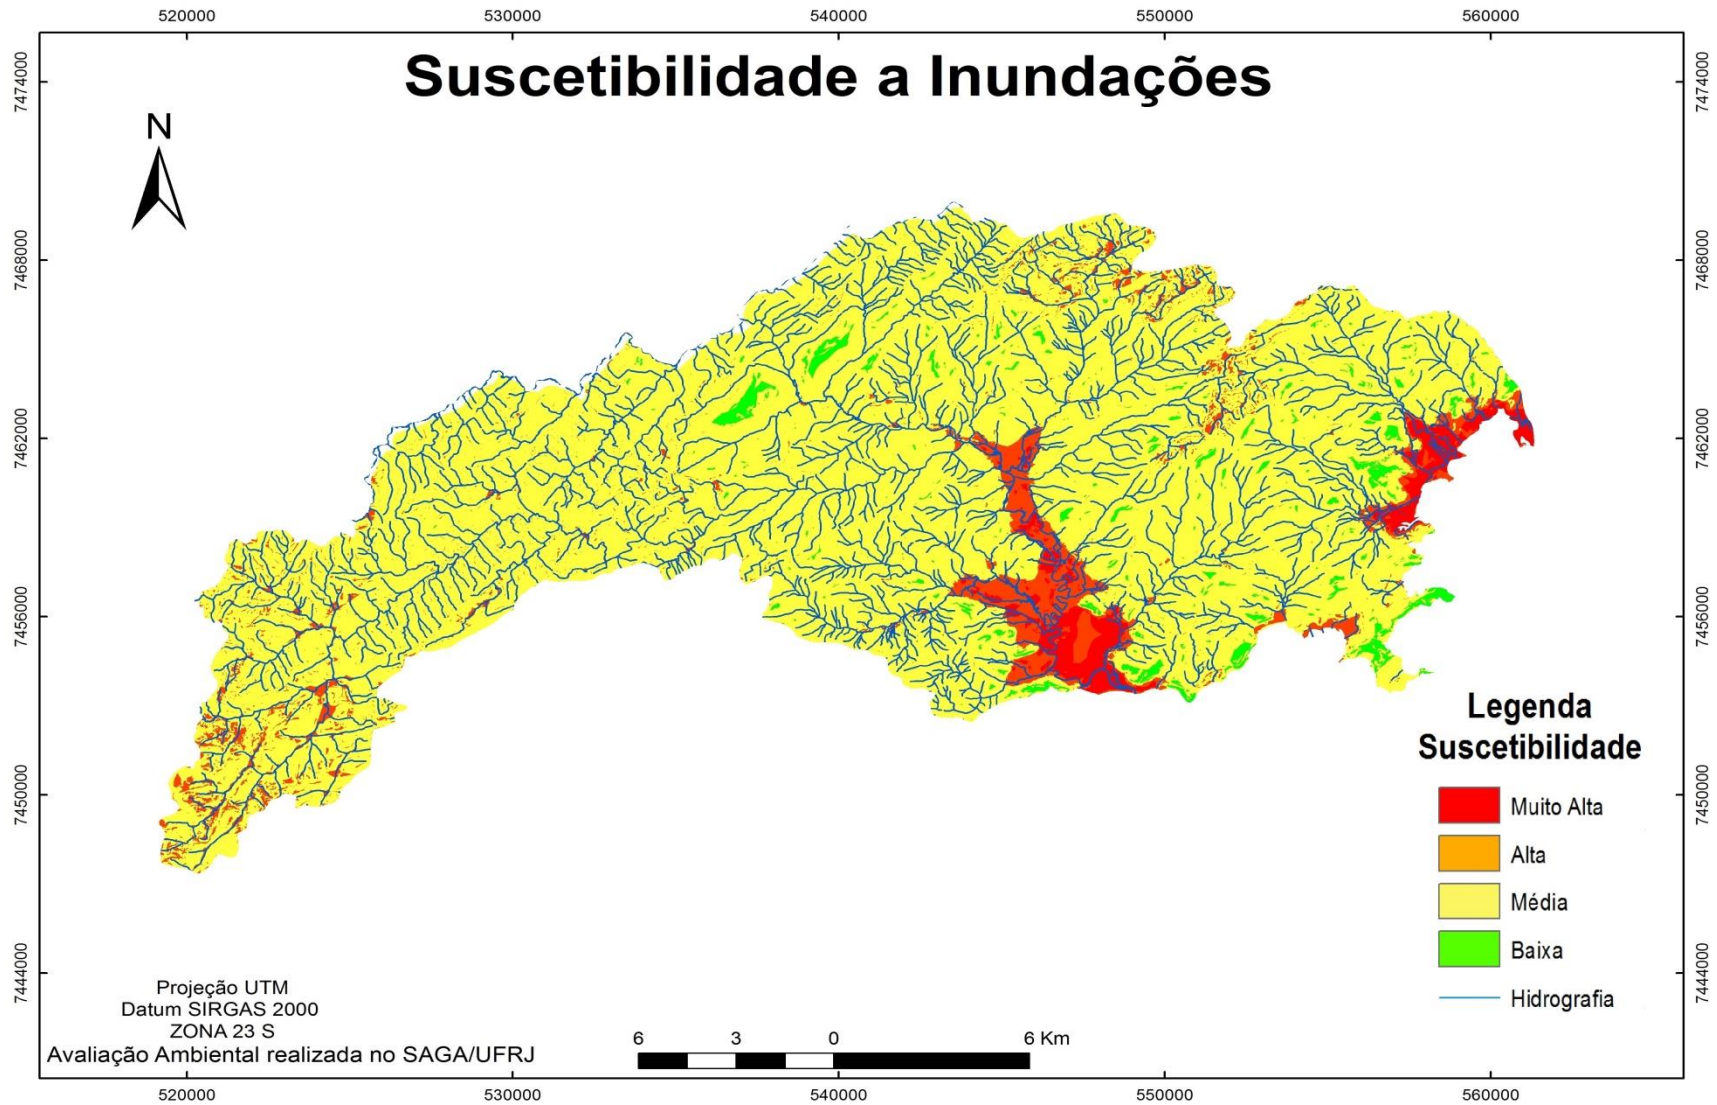 520000 530000 540000 550000 560000
Suscetibilidade a Inundações
N
7474000 7474000
7468000 7468000
7462000 7462000
7456000 7456000
7450000 7450000
7444000 7444000
Legenda
Suscetibilidade
Muito Alta
Alta
Média
Baixa
Hidrografia
Projeção UTM
Datum SIRGAS 2000
ZONA 23 S
Avaliação Ambiental realizada no SAGA/UFRJ
6 3 0 6 Km
520000 530000 540000 550000 560000